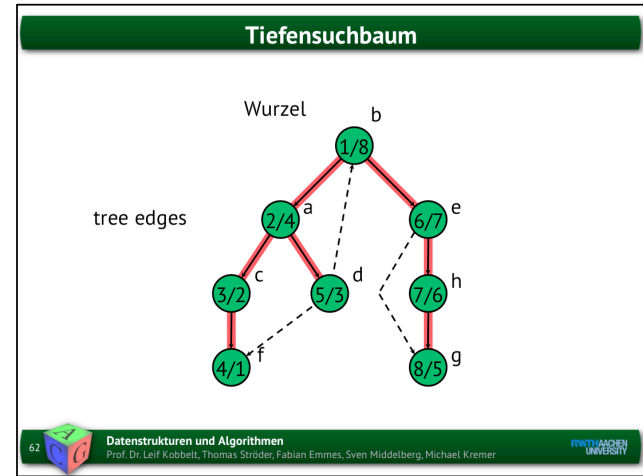 Tiefensuchbaum
Wurzel
b
1/8
tree edges
a
e
2/4
6/7
c
d
h
3/2
5/3
7/6
f
g
4/1
8/5
62
A
C
G
Datenstrukturen und Algorithmen
Prof. Dr. Leif Kobbelt, Thomas Ströder, Fabian Emmes, Sven Middelberg, Michael Kremer
RWTHAACHEN
UNIVERSITY